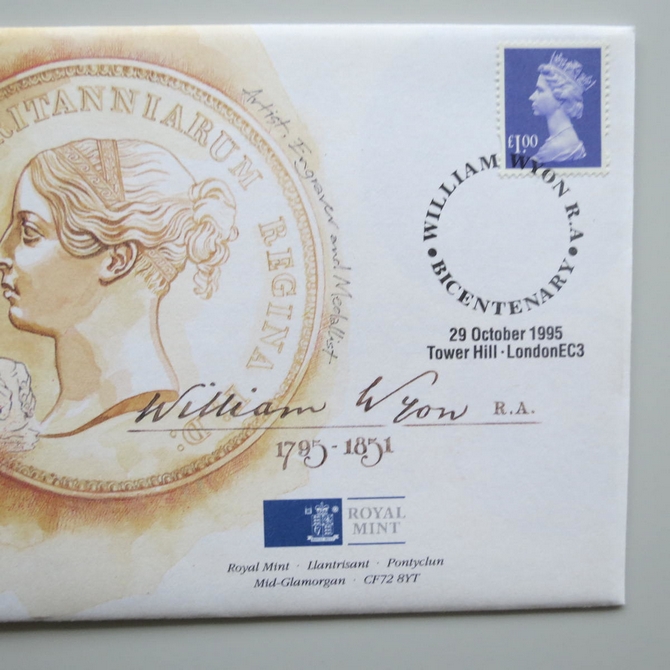 RITANNIARUM REGINA
F. D.
Artist, Engraver and Medallist
£1.00
WILLIAM WYON R.A.
• BICENTENARY •
29 October 1995
Tower Hill · LondonEC3
William Wyon R.A.
1795 - 1851
ROYAL
MINT
Royal Mint · Llantrisant · Pontyclun
Mid-Glamorgan · CF72 8YT